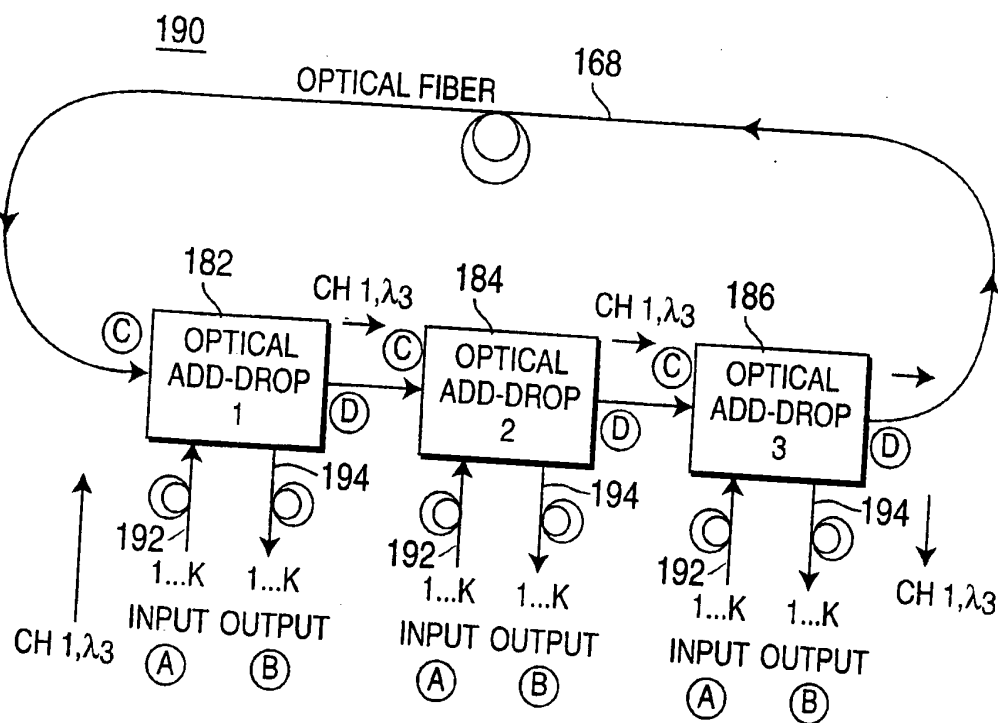 190
OPTICAL FIBER
168
182
CH 1,λ3
184
CH 1,λ3
186
C
OPTICAL
ADD-DROP
1
D
C
OPTICAL
ADD-DROP
2
D
C
OPTICAL
ADD-DROP
3
D
194
194
194
192
192
192
1...K
1...K
1...K
1...K
1...K
1...K
CH 1,λ3
INPUT OUTPUT
A
B
INPUT OUTPUT
A
B
INPUT OUTPUT
A
B
CH 1,λ3